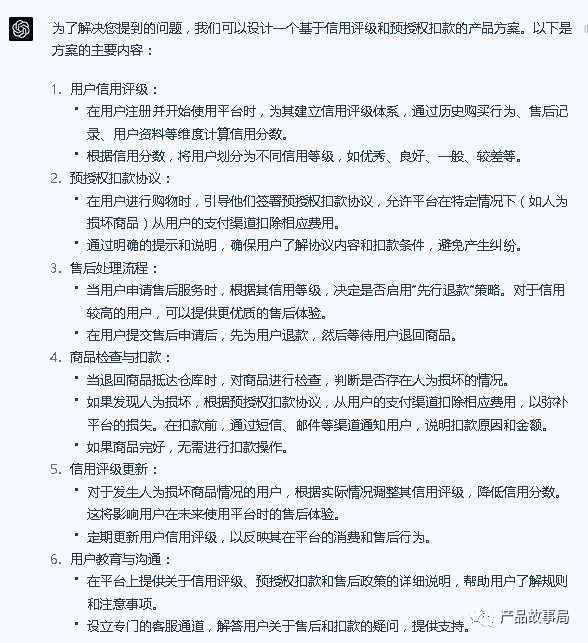 为了解决您提到的问题，我们可以设计一个基于信用评级和预授权扣款的产品方案。以下是
方案的主要内容：
1. 用户信用评级：
• 在用户注册并开始使用平台时，为其建立信用评级体系，通过历史购买行为、售后记
录、用户资料等维度计算信用分数。
• 根据信用分数，将用户划分为不同信用等级，如优秀、良好、一般、较差等。
2. 预授权扣款协议：
• 在用户进行购物时，引导他们签署预授权扣款协议，允许平台在特定情况下（如人为
损坏商品）从用户的支付渠道扣除相应费用。
• 通过明确的提示和说明，确保用户了解协议内容和扣款条件，避免产生纠纷。
3. 售后处理流程：
• 当用户申请售后服务时，根据其信用等级，决定是否启用“先行退款”策略。对于信用
较高的用户，可以提供更优质的售后体验。
• 在用户提交售后申请后，先为用户退款，然后等待用户退回商品。
4. 商品检查与扣款：
• 当退回商品抵达仓库时，对商品进行检查，判断是否存在人为损坏的情况。
• 如果发现人为损坏，根据预授权扣款协议，从用户的支付渠道扣除相应费用，以弥补
平台的损失。在扣款前，通过短信、邮件等渠道通知用户，说明扣款原因和金额。
• 如果商品完好，无需进行扣款操作。
5. 信用评级更新：
• 对于发生人为损坏商品情况的用户，根据实际情况调整其信用评级，降低信用分数。
这将影响用户在未来使用平台时的售后体验。
• 定期更新用户信用评级，以反映其在平台的消费和售后行为。
6. 用户教育与沟通：
• 在平台上提供关于信用评级、预授权扣款和售后政策的详细说明，帮助用户了解规则
和注意事项。
• 设立专门的客服通道，解答用户关于售后和扣款的疑问，提供支持。
产品故事局